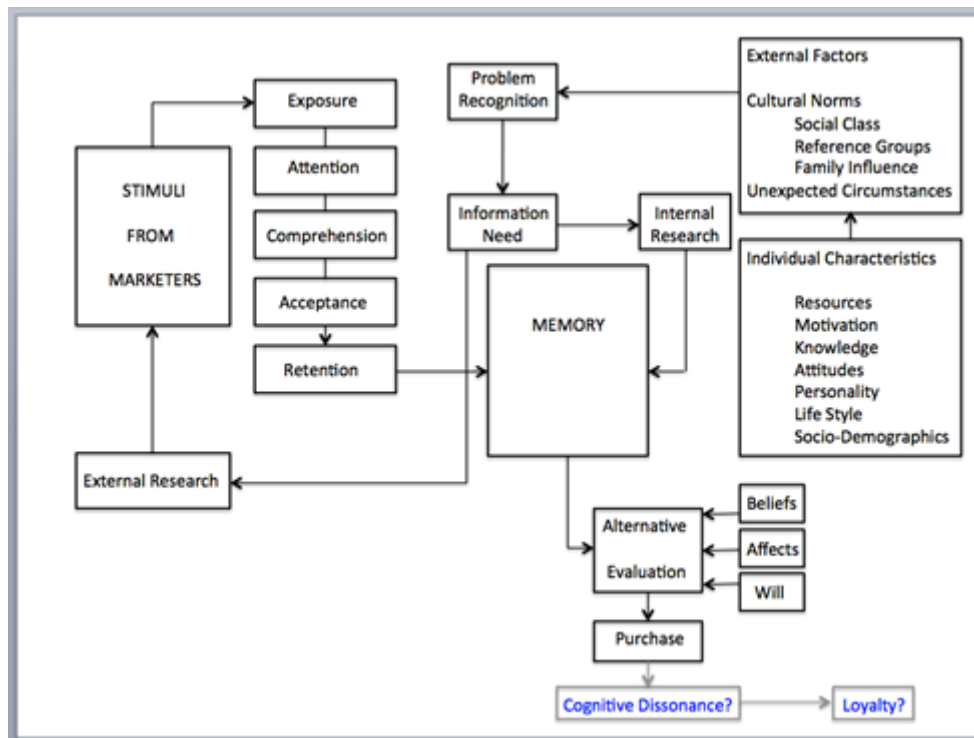 Exposure
Attention
Comprehension
Acceptance
Retention
STIMULI
FROM
MARKETERS
External Research
Problem
Recognition
Information
Need
Internal
Research
MEMORY
External Factors
Cultural Norms
Social Class
Reference Groups
Family Influence
Unexpected Circumstances
Individual Characteristics
Resources
Motivation
Knowledge
Attitudes
Personality
Life Style
Socio-Demographics
Alternative
Evaluation
Beliefs
Affects
Will
Purchase
Cognitive Dissonance?
Loyalty?